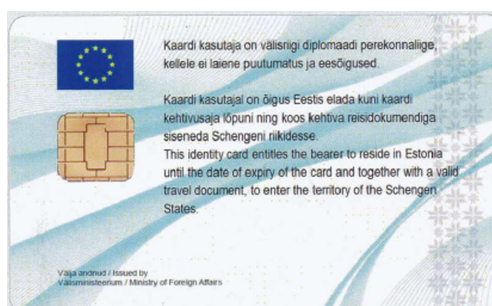 Kaardi kasutaja on välisriigi diplomaadi perekonnaliige,
kellele ei laiene puutumatus ja eesõigused.
Kaardi kasutajal on õigus Eestis elada kuni kaardi
kehtivusaja lõpuni ning koos kehtiva reisidokumendiga
siseneda Schengeni riikidesse.
This identity card entitles the bearer to reside in Estonia
until the date of expiry of the card and together with a valid
travel document, to enter the territory of the Schengen
States.
Välja andnud / Issued by
Välisministeerium / Ministry of Foreign Affairs